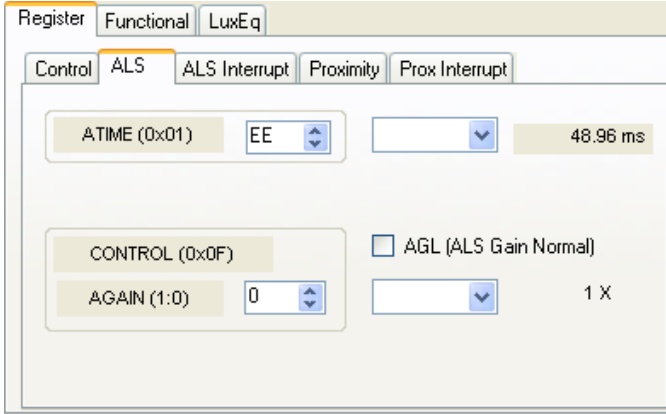 Register Functional LuxEq
Control ALS ALS Interrupt Proximity Prox Interrupt
ATIME (0x01) EE 48.96 ms
CONTROL (0x0F) AGL (ALS Gain Normal)
AGAIN (1:0) 0 1 X